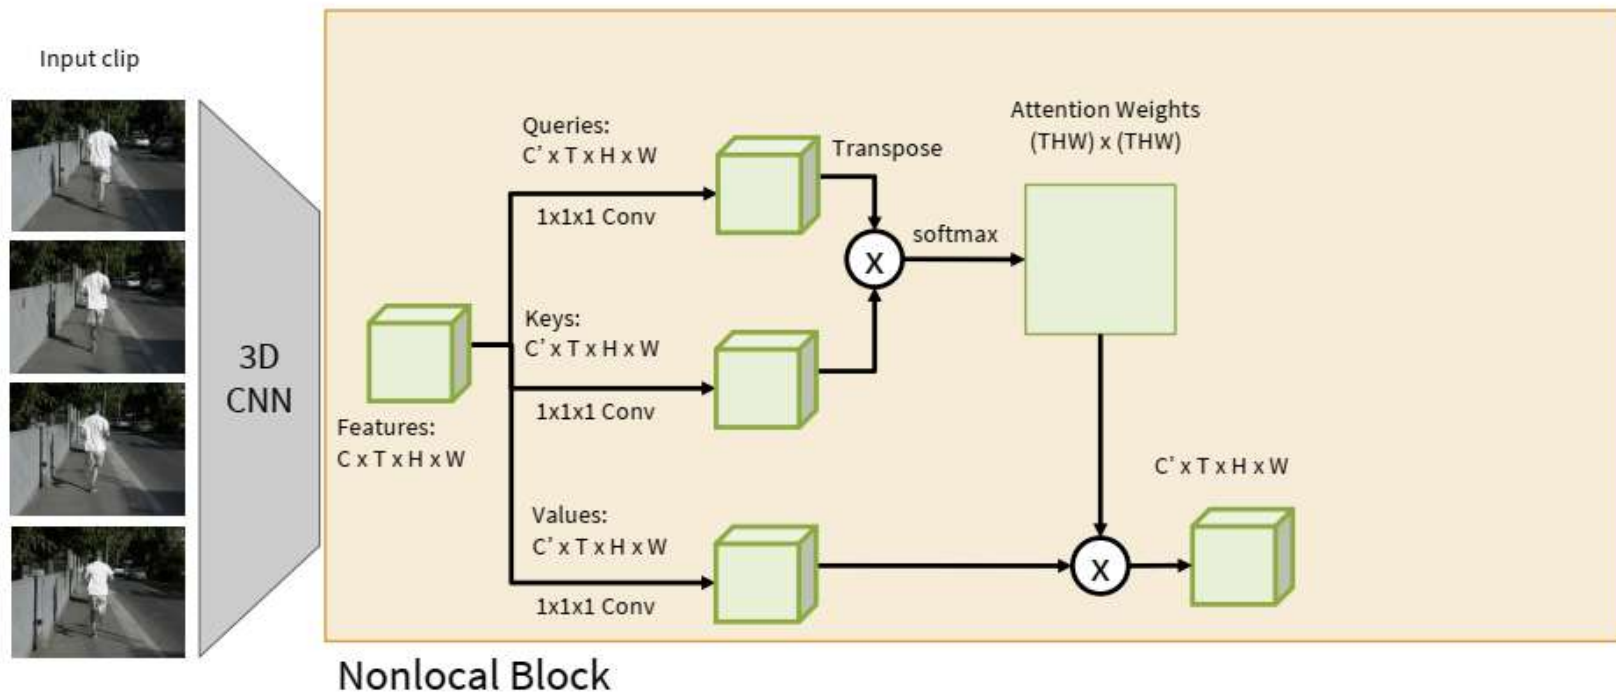 Input clip
3D
CNN
Features:
C x T x H x W
Queries:
C’ x T x H x W
1x1x1 Conv
Keys:
C’ x T x H x W
1x1x1 Conv
Values:
C’ x T x H x W
1x1x1 Conv
Transpose
X
softmax
Attention Weights
(THW) x (THW)
X
C’ x T x H x W
Nonlocal Block